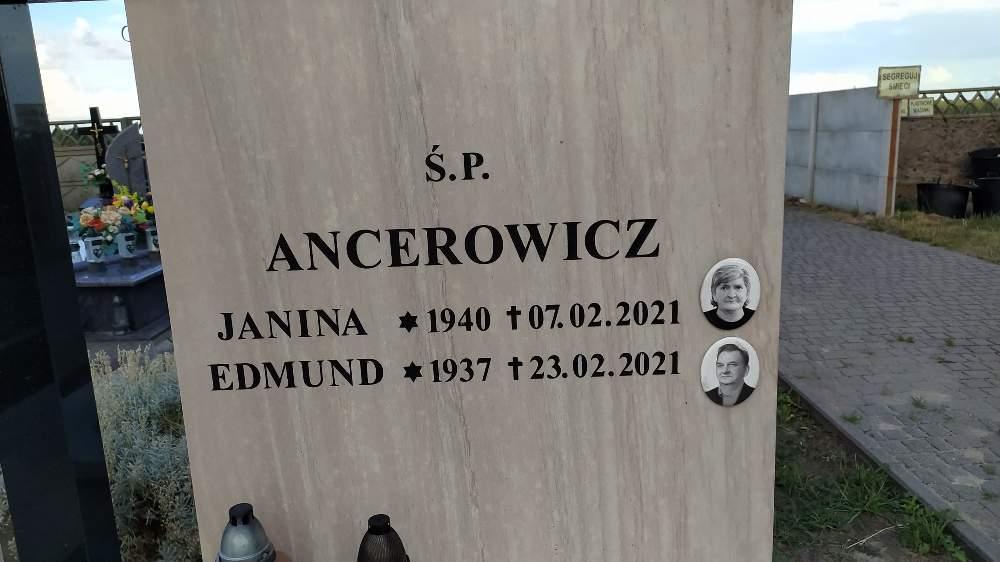 Ś.P.
ANCEROWICZ
JANINA ✶ 1940 ✝ 07.02.2021
EDMUND ✶ 1937 ✝ 23.02.2021
SEGREGUJ
ŚMIECI